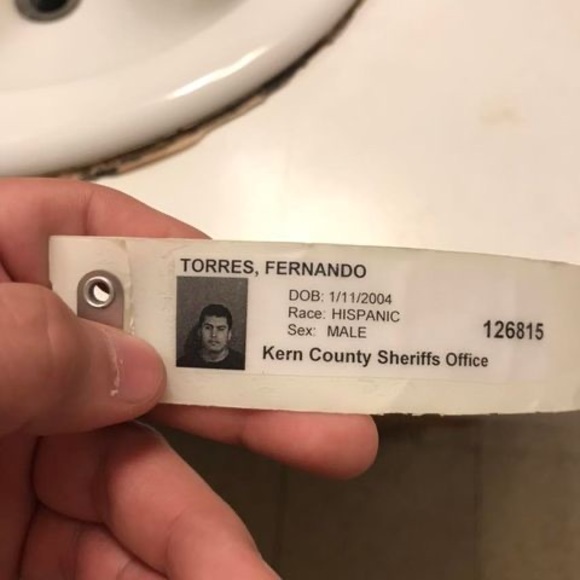 TORRES, FERNANDO
DOB: 1/11/2004
Race: HISPANIC
Sex: MALE
126815
Kern County Sheriffs Office